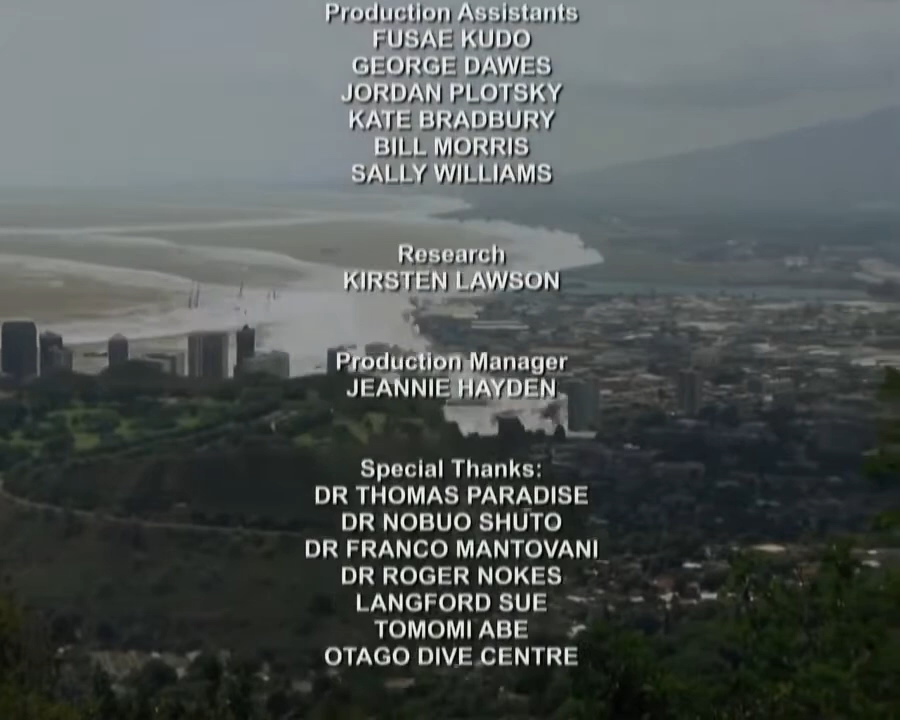 Production Assistants
FUSAE KUDO
GEORGE DAWES
JORDAN PLOTSKY
KATE BRADBURY
BILL MORRIS
SALLY WILLIAMS
Research
KIRSTEN LAWSON
Production Manager
JEANNIE HAYDEN
Special Thanks:
DR THOMAS PARADISE
DR NOBUO SHUTO
DR FRANCO MANTOVANI
DR ROGER NOKES
LANGFORD SUE
TOMOMI ABE
OTAGO DIVE CENTRE